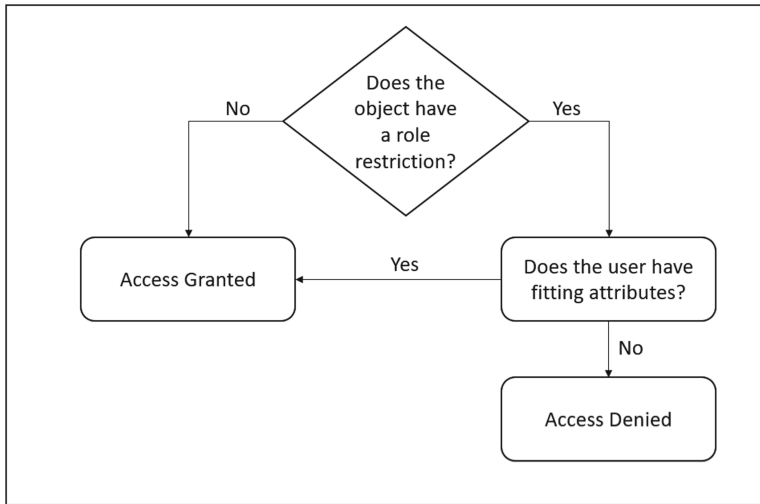 Does the
object have
a role
restriction?
No
Yes
Access Granted
Yes
Does the user have
fitting attributes?
No
Access Denied